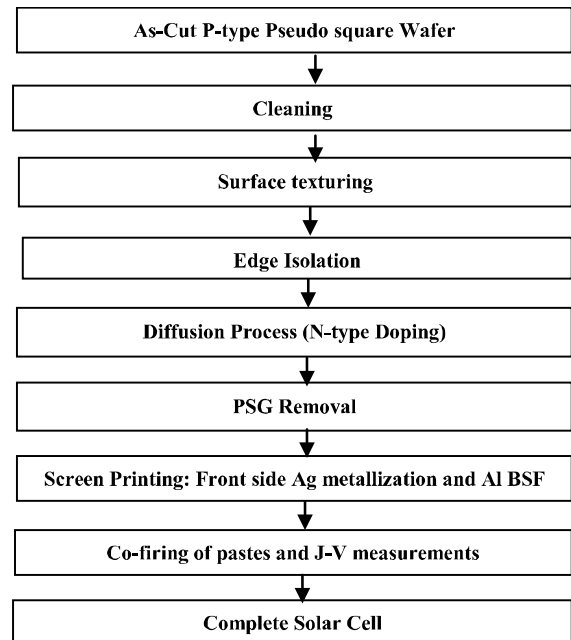 As-Cut P-type Pseudo square Wafer
Cleaning
Surface texturing
Edge Isolation
Diffusion Process (N-type Doping)
PSG Removal
Screen Printing: Front side Ag metallization and Al BSF
Co-firing of pastes and J-V measurements
Complete Solar Cell